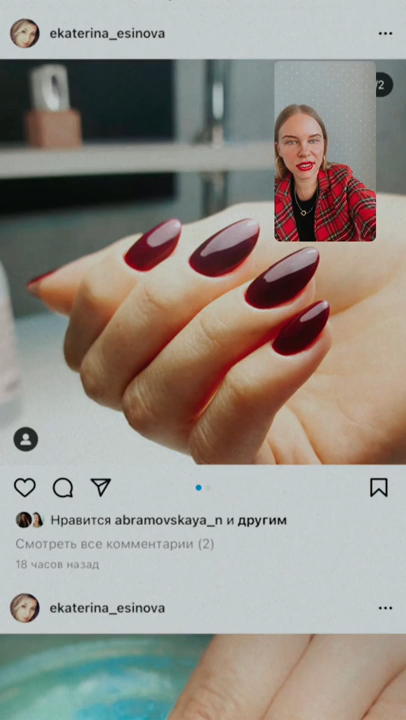 ekaterina_esinova
/2
Нравится abramovskaya_n и другим
Смотреть все комментарии (2)
18 часов назад
ekaterina_esinova